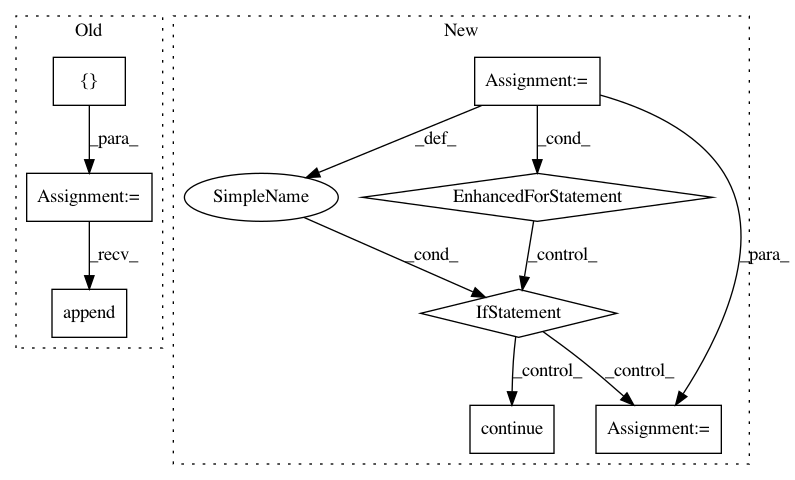 Old
New
{}
Assignment:=
_para_
_def_
_cond_
Assignment:=
SimpleName
EnhancedForStatement
_recv_
_cond_
_control_
_para_
append
IfStatement
_control_
_control_
continue
Assignment:=